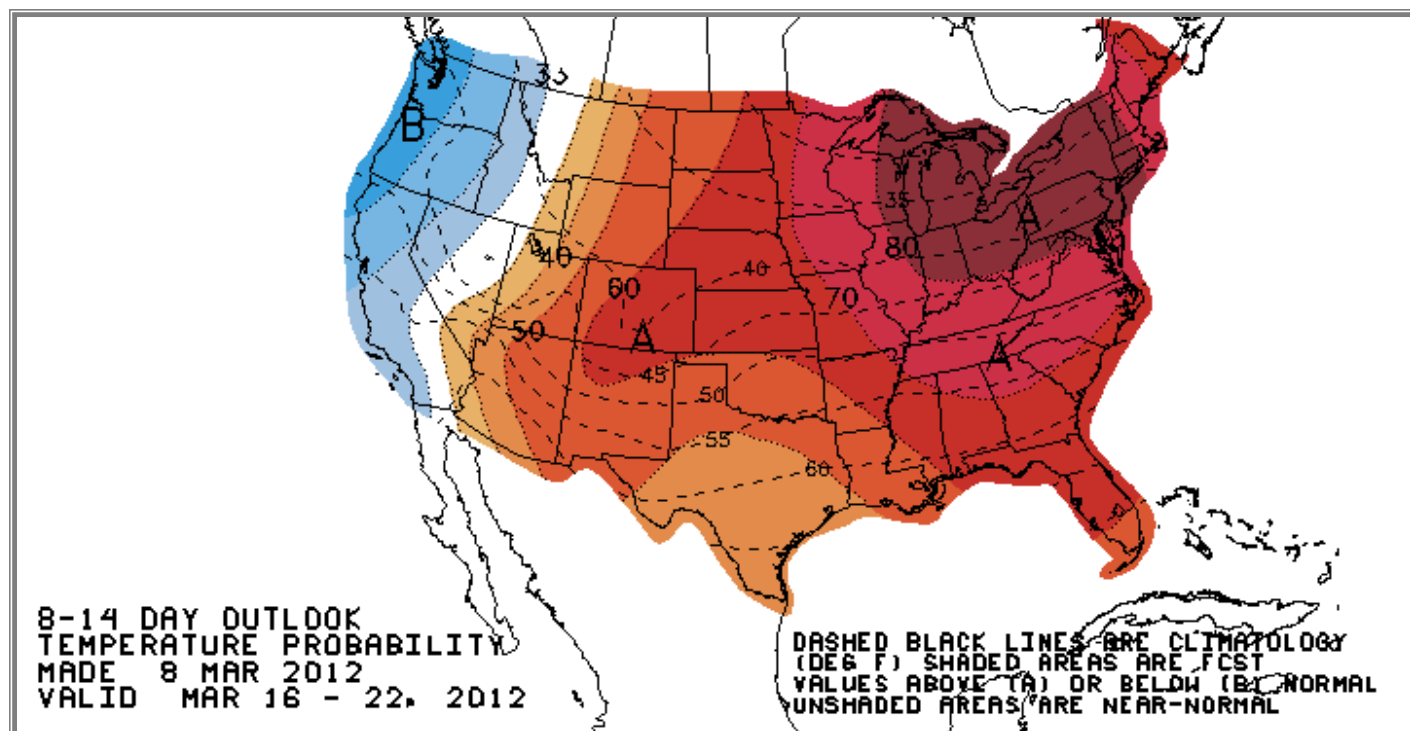 33
B
A
35
80
40
40
60
70
50
A
A
45
50
55
60
8-14 DAY OUTLOOK
TEMPERATURE PROBABILITY
MADE 8 MAR 2012
VALID MAR 16 - 22, 2012
DASHED BLACK LINES ARE CLIMATOLOGY
(DEG F) SHADED AREAS ARE FCST
VALUES ABOVE (A) OR BELOW (B) NORMAL
UNSHADED AREAS ARE NEAR-NORMAL